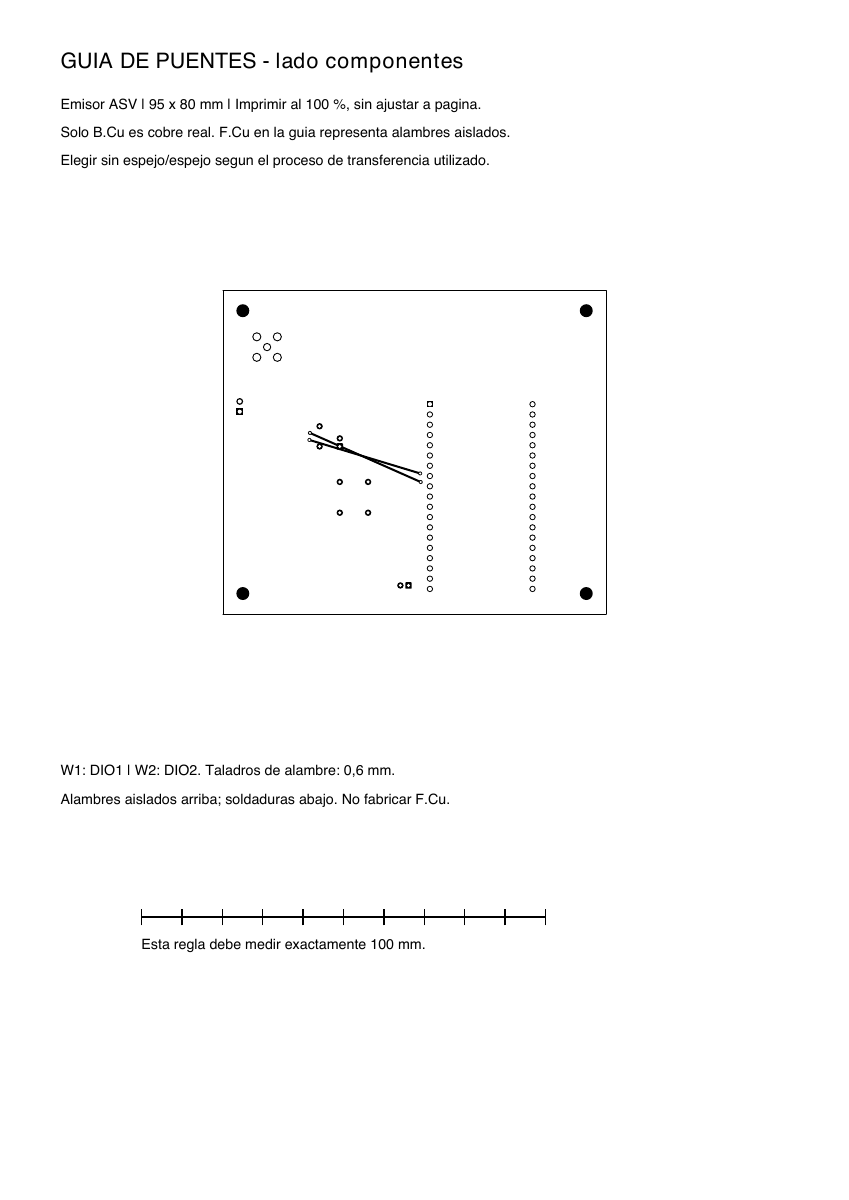 GUIA DE PUENTES - lado componentes
Emisor ASV | 95 x 80 mm | Imprimir al 100 %, sin ajustar a pagina.
Solo B.Cu es cobre real. F.Cu en la guia representa alambres aislados.
Elegir sin espejo/espejo segun el proceso de transferencia utilizado.
W1: DIO1 | W2: DIO2. Taladros de alambre: 0,6 mm.
Alambres aislados arriba; soldaduras abajo. No fabricar F.Cu.
Esta regla debe medir exactamente 100 mm.